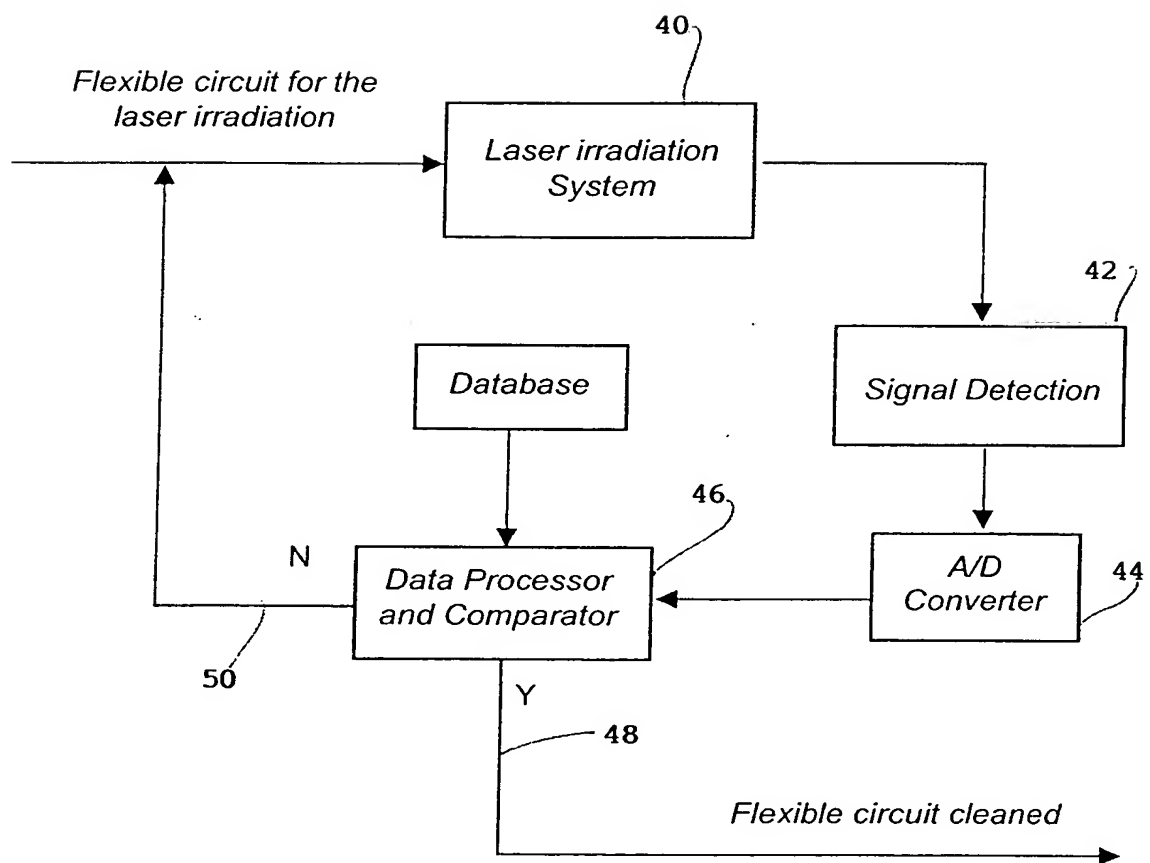 40
Flexible circuit for the
laser irradiation
Laser irradiation
System
42
Signal Detection
Database
46
N
Data Processor
and Comparator
A/D
Converter
44
50
Y
48
Flexible circuit cleaned